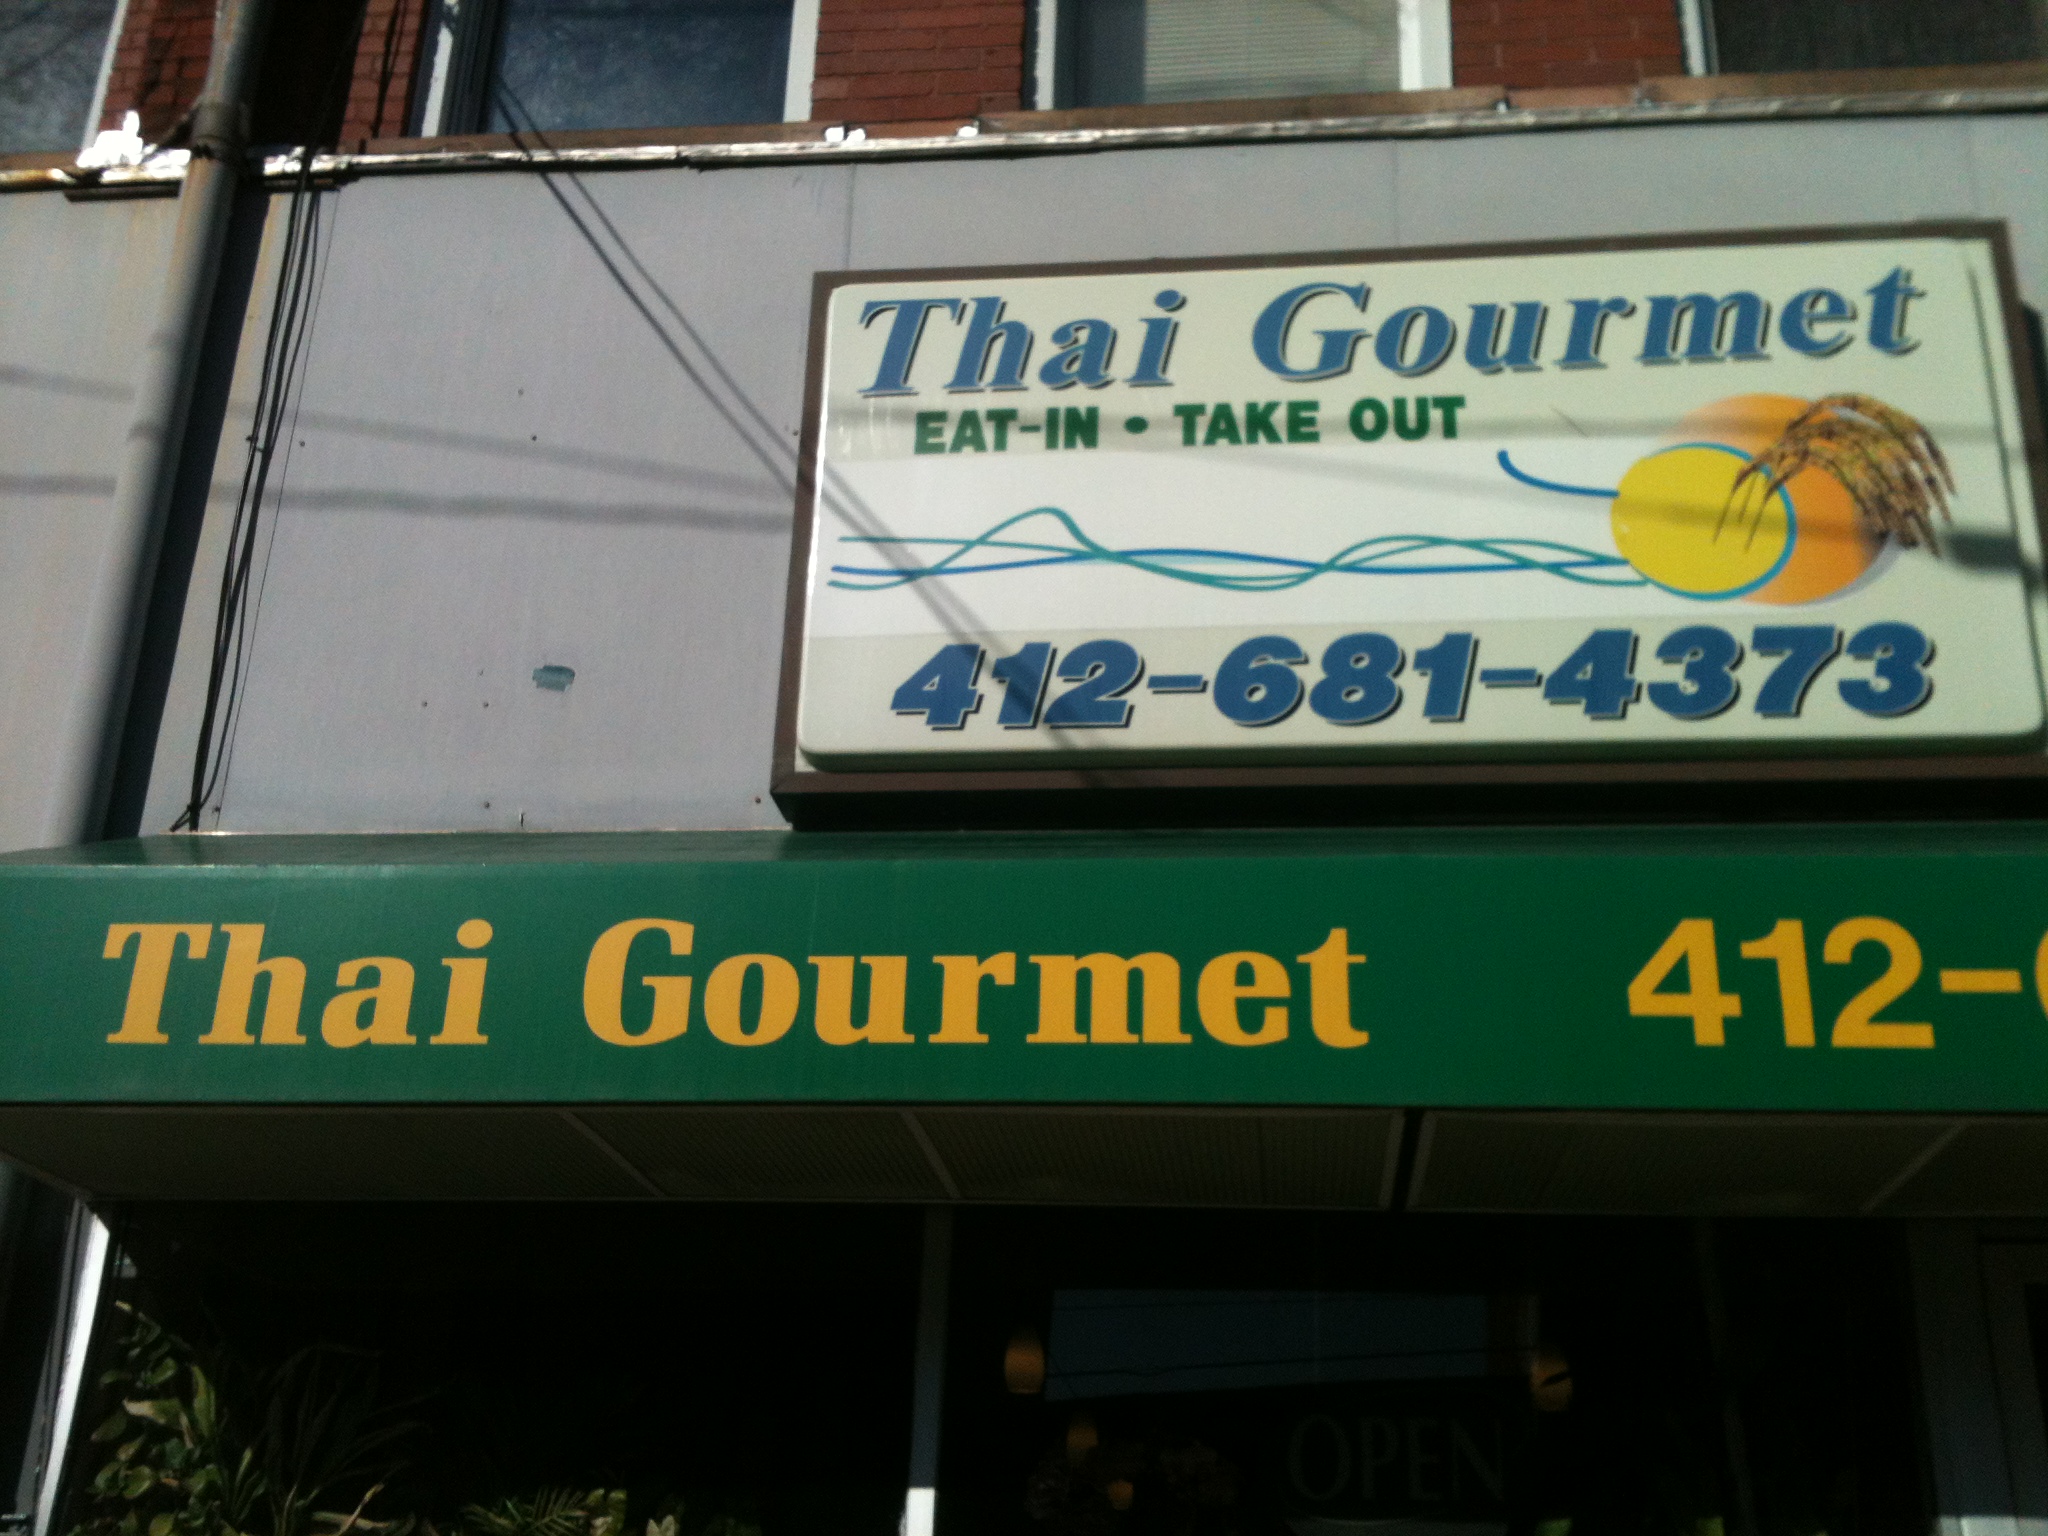 Thai Gourmet
EAT-IN • TAKE OUT
412-681-4373
Thai Gourmet 412-
OPEN